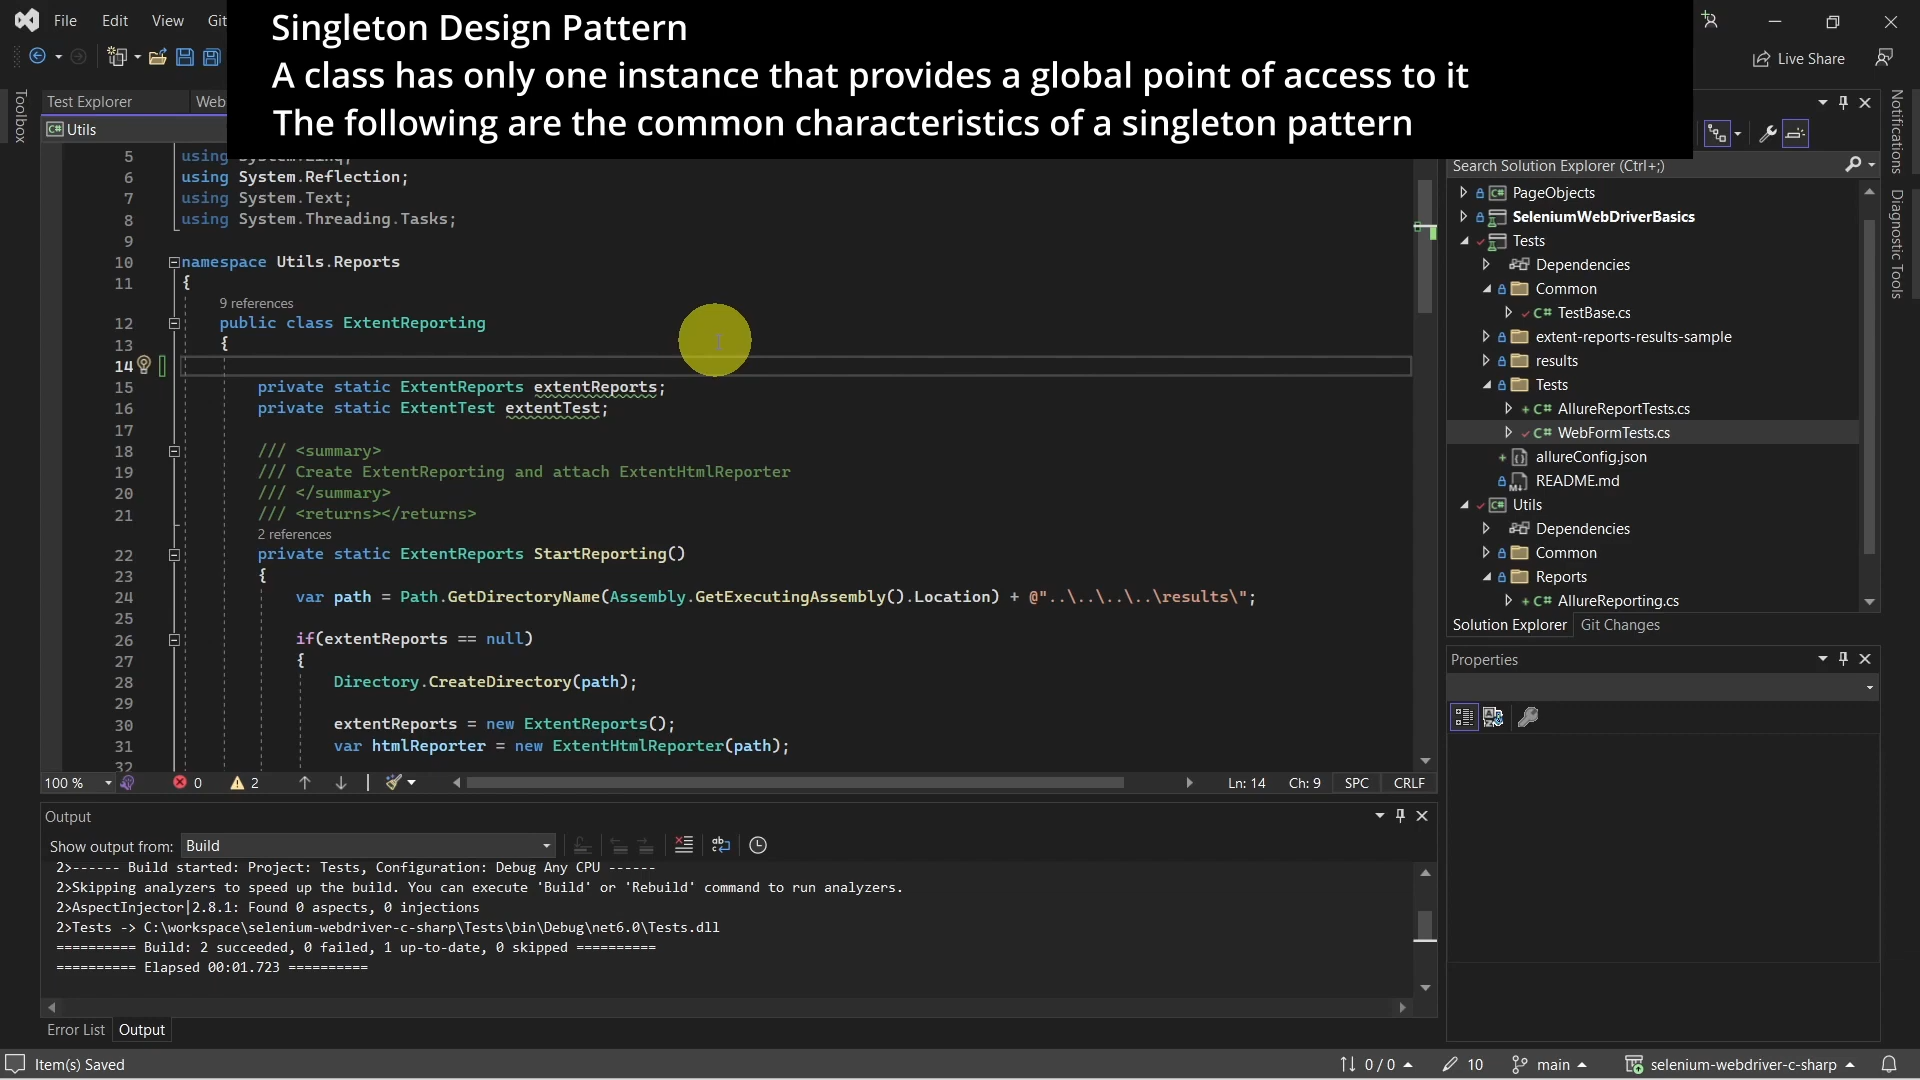 Singleton Design Pattern
A class has only one instance that provides a global point of access to it
The following are the common characteristics of a singleton pattern
File Edit View Git
Live Share
Toolbox
Test Explorer Web
Utils
5 using System.Linq;
6 using System.Reflection;
7 using System.Text;
8 using System.Threading.Tasks;
9
10 namespace Utils.Reports
11 {
9 references
12 public class ExtentReporting
13 {
14
15 private static ExtentReports extentReports;
16 private static ExtentTest extentTest;
17
18 /// <summary>
19 /// Create ExtentReporting and attach ExtentHtmlReporter
20 /// </summary>
21 /// <returns></returns>
2 references
22 private static ExtentReports StartReporting()
23 {
24 var path = Path.GetDirectoryName(Assembly.GetExecutingAssembly().Location) + @"..\..\..\..\results\";
25
26 if(extentReports == null)
27 {
28 Directory.CreateDirectory(path);
29
30 extentReports = new ExtentReports();
31 var htmlReporter = new ExtentHtmlReporter(path);
32
100 % 0 2 Ln: 14 Ch: 9 SPC CRLF
Output
Show output from: Build
2>------ Build started: Project: Tests, Configuration: Debug Any CPU ------
2>Skipping analyzers to speed up the build. You can execute 'Build' or 'Rebuild' command to run analyzers.
2>AspectInjector|2.8.1: Found 0 aspects, 0 injections
2>Tests -> C:\workspace\selenium-webdriver-c-sharp\Tests\bin\Debug\net6.0\Tests.dll
========== Build: 2 succeeded, 0 failed, 1 up-to-date, 0 skipped ==========
========== Elapsed 00:01.723 ==========
Error List Output
Search Solution Explorer (Ctrl+;)
C# PageObjects
SeleniumWebDriverBasics
Tests
Dependencies
Common
C# TestBase.cs
extent-reports-results-sample
results
Tests
C# AllureReportTests.cs
C# WebFormTests.cs
allureConfig.json
README.md
C# Utils
Dependencies
Common
Reports
C# AllureReporting.cs
Solution Explorer Git Changes
Properties
Notifications
Diagnostic Tools
Item(s) Saved 0 / 0 10 main selenium-webdriver-c-sharp